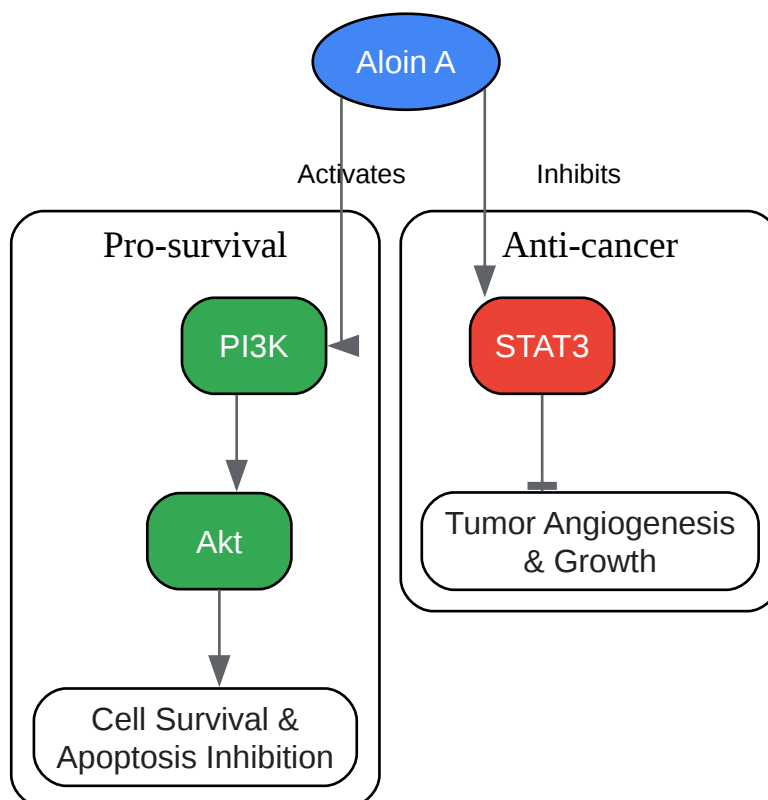 Aloin A
Activates
Inhibits
Pro-survival
Anti-cancer
PI3K
STAT3
Akt
Tumor Angiogenesis
& Growth
Cell Survival &
Apoptosis Inhibition